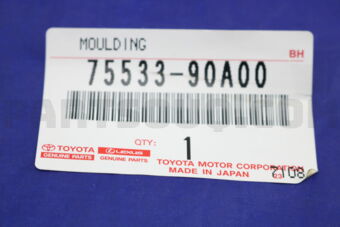 MOULDING
BH
75533-90A00
QTY: 1
TOYOTA GENUINE PARTS
LEXUS GENUINE PARTS
TOYOTA MOTOR CORPORATION
MADE IN JAPAN